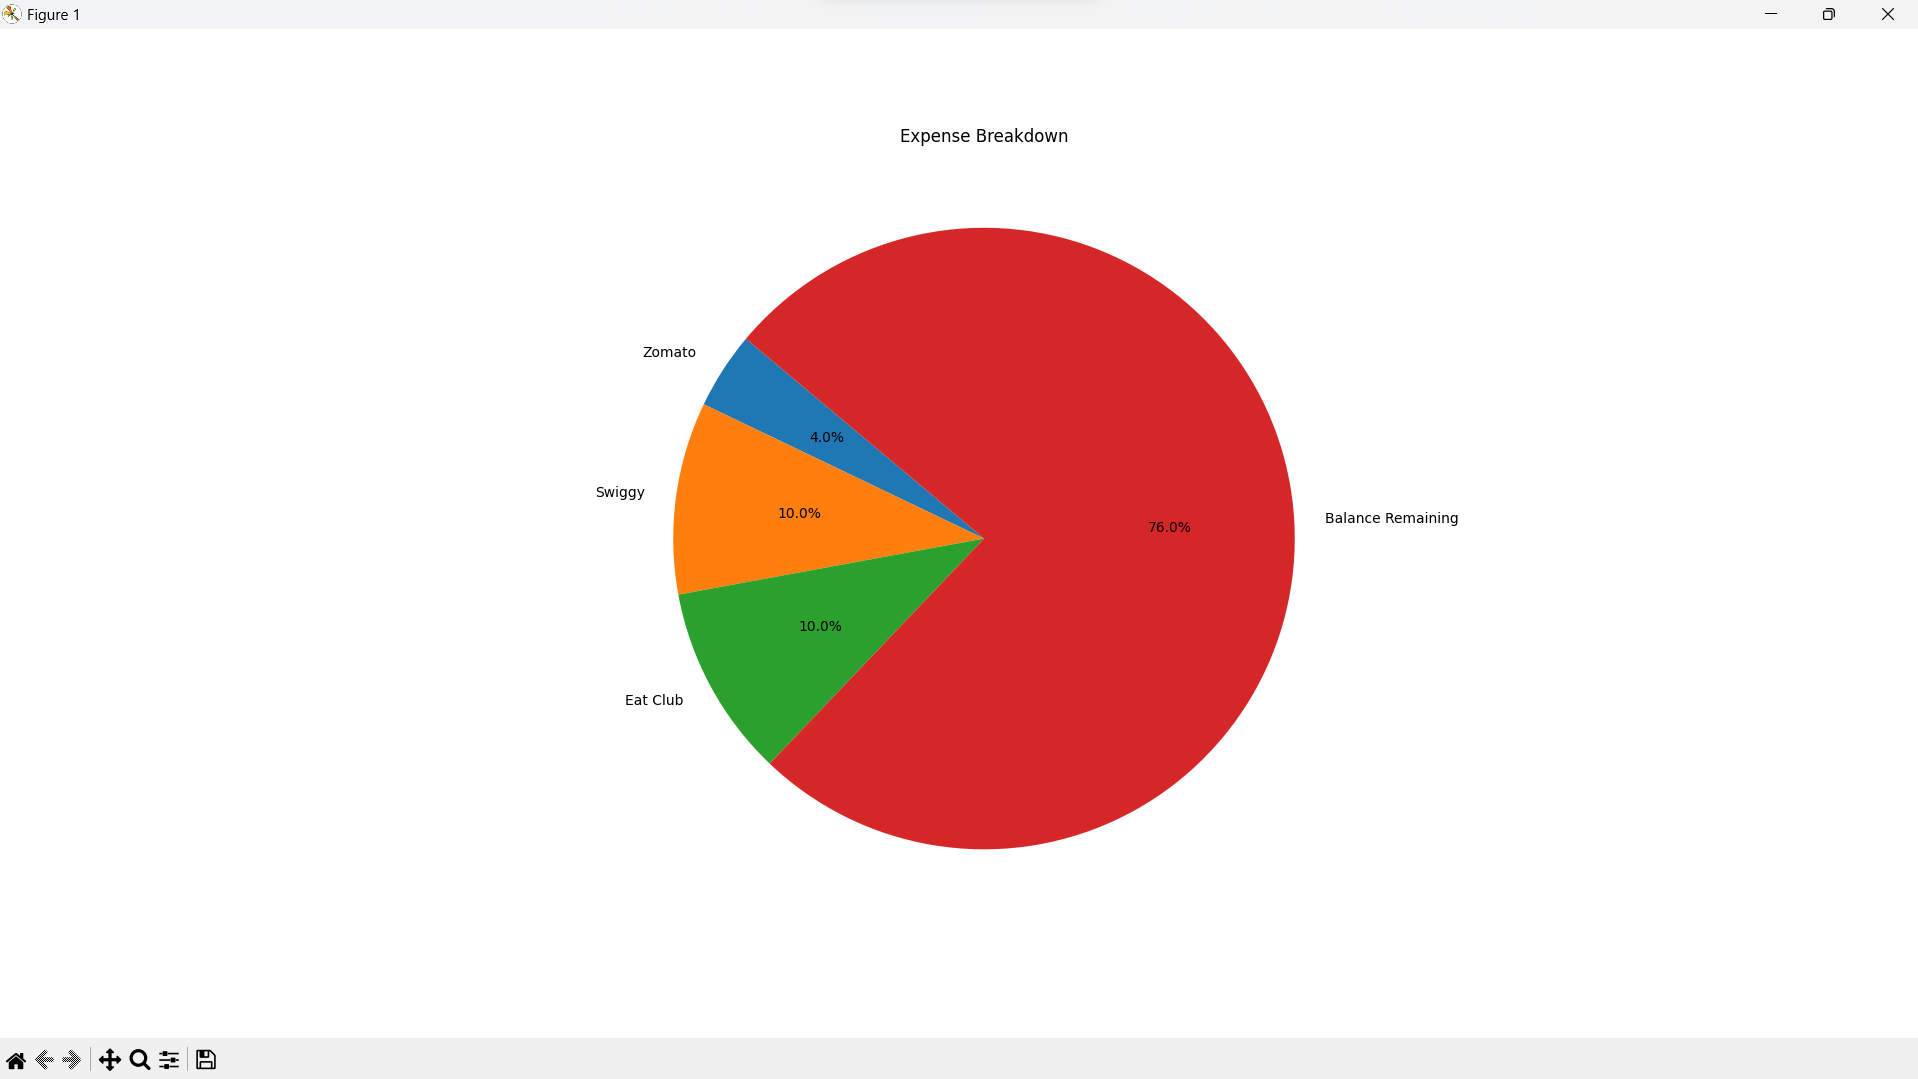 Figure 1
Expense Breakdown
Zomato
4.0%
Swiggy
10.0%
76.0%
Balance Remaining
10.0%
Eat Club